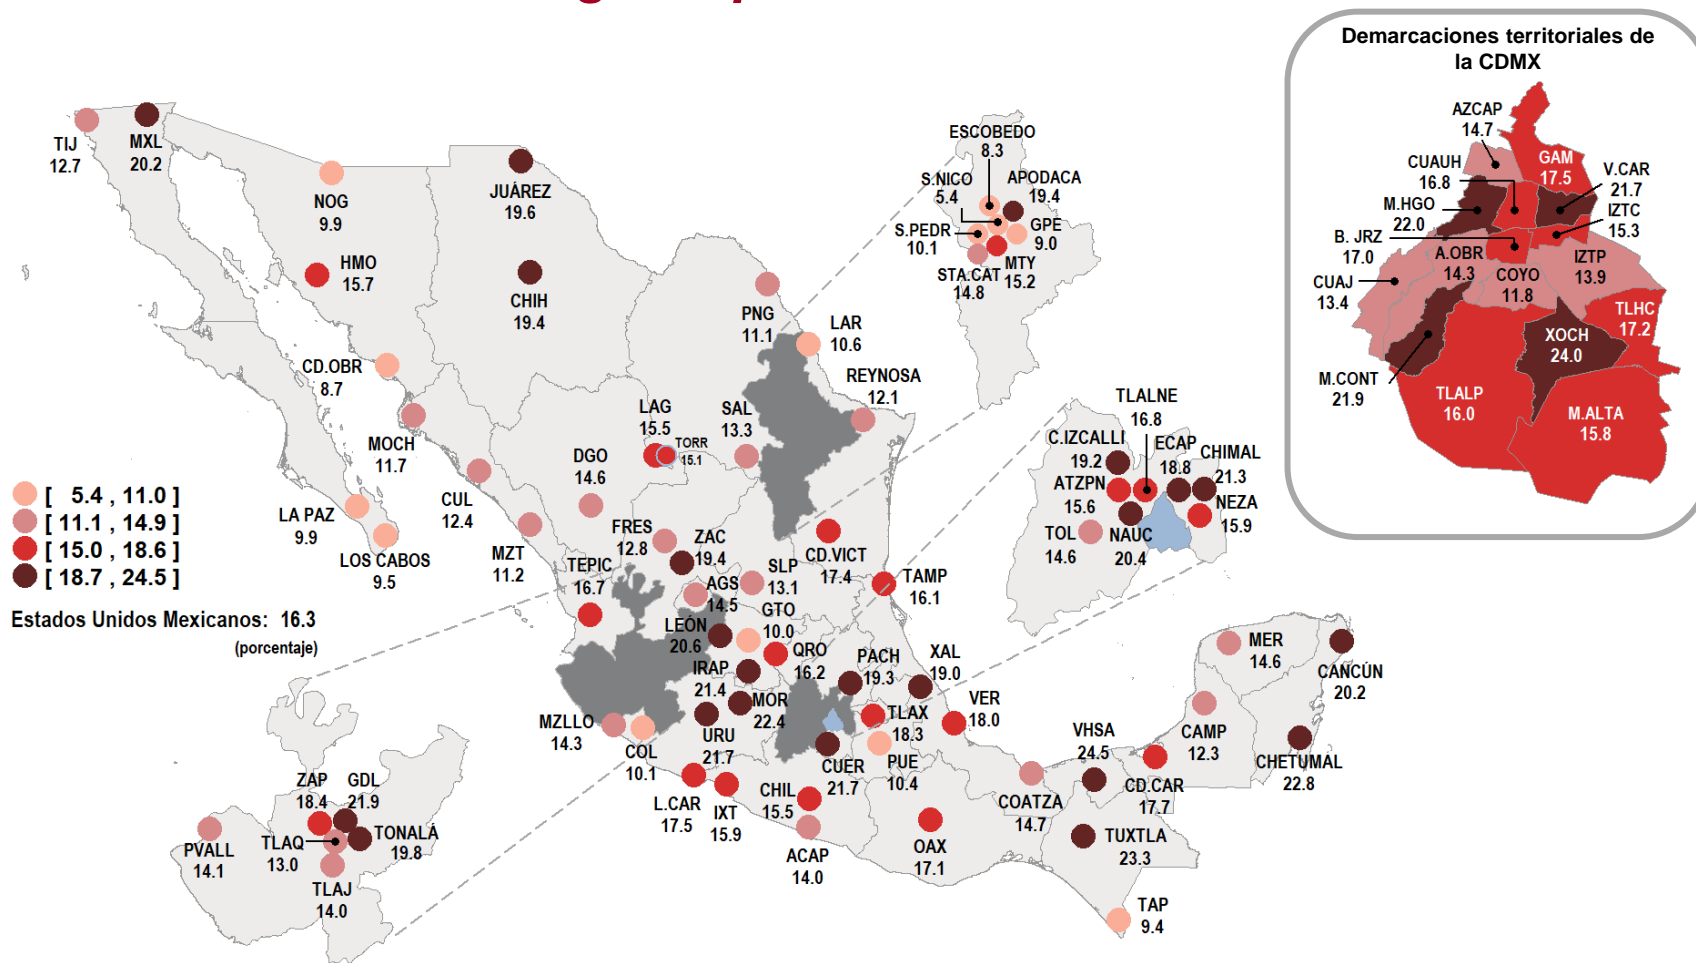 Demarcaciones territoriales de
la CDMX
AZCAP
14.7
CUAUH
16.8
GAM
17.5
V.CAR
21.7
M.HGO
22.0
IZTC
15.3
B. JRZ
17.0
A.OBR
14.3
IZTP
13.9
CUAJ
13.4
COYO
11.8
TLHC
17.2
XOCH
24.0
M.CONT
21.9
TLALP
16.0
M.ALTA
15.8
TIJ
12.7
MXL
20.2
NOG
9.9
JUÁREZ
19.6
HMO
15.7
CHIH
19.4
CD.OBR
8.7
MOCH
11.7
CUL
12.4
LA PAZ
9.9
LOS CABOS
9.5
MZT
11.2
DGO
14.6
LAG
15.5
TORR
15.1
SAL
13.3
PNG
11.1
LAR
10.6
REYNOSA
12.1
ESCOBEDO
8.3
S.NICO
5.4
APODACA
19.4
S.PEDR
10.1
GPE
9.0
STA.CAT
14.8
MTY
15.2
FRES
12.8
ZAC
19.4
TEPIC
16.7
AGS
14.5
SLP
13.1
CD.VICT
17.4
TAMP
16.1
LEÓN
20.6
GTO
10.0
QRO
16.2
IRAP
21.4
MOR
22.4
URU
21.7
PACH
19.3
XAL
19.0
TLAX
18.3
VER
18.0
CUER
21.7
PUE
10.4
MZLLO
14.3
COL
10.1
L.CAR
17.5
IXT
15.9
CHIL
15.5
ACAP
14.0
OAX
17.1
COATZA
14.7
VHSA
24.5
CD.CAR
17.7
TUXTLA
23.3
TAP
9.4
MER
14.6
CANCÚN
20.2
CAMP
12.3
CHETUMAL
22.8
TLALNE
16.8
C.IZCALLI
19.2
ECAP
18.8
CHIMAL
21.3
ATZPN
15.6
NEZA
15.9
TOL
14.6
NAUC
20.4
ZAP
18.4
GDL
21.9
TLAQ
13.0
TONALÁ
19.8
PVALL
14.1
TLAJ
14.0
[ 5.4 , 11.0 ]
[ 11.1 , 14.9 ]
[ 15.0 , 18.6 ]
[ 18.7 , 24.5 ]
Estados Unidos Mexicanos: 16.3
(porcentaje)